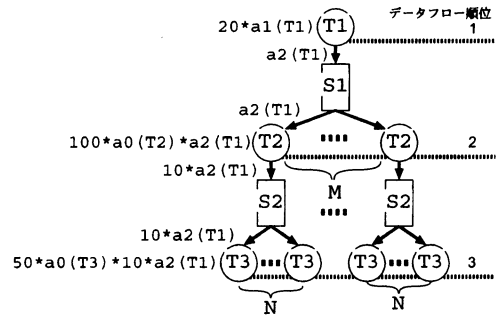 データフロー順位
20*a1(T1) T1 1
a2(T1)
S1
a2(T1)
100*a0(T2)*a2(T1) T2 T2 2
10*a2(T1)
M
S2 S2
10*a2(T1)
50*a0(T3)*10*a2(T1) T3 T3 T3 T3 3
N N